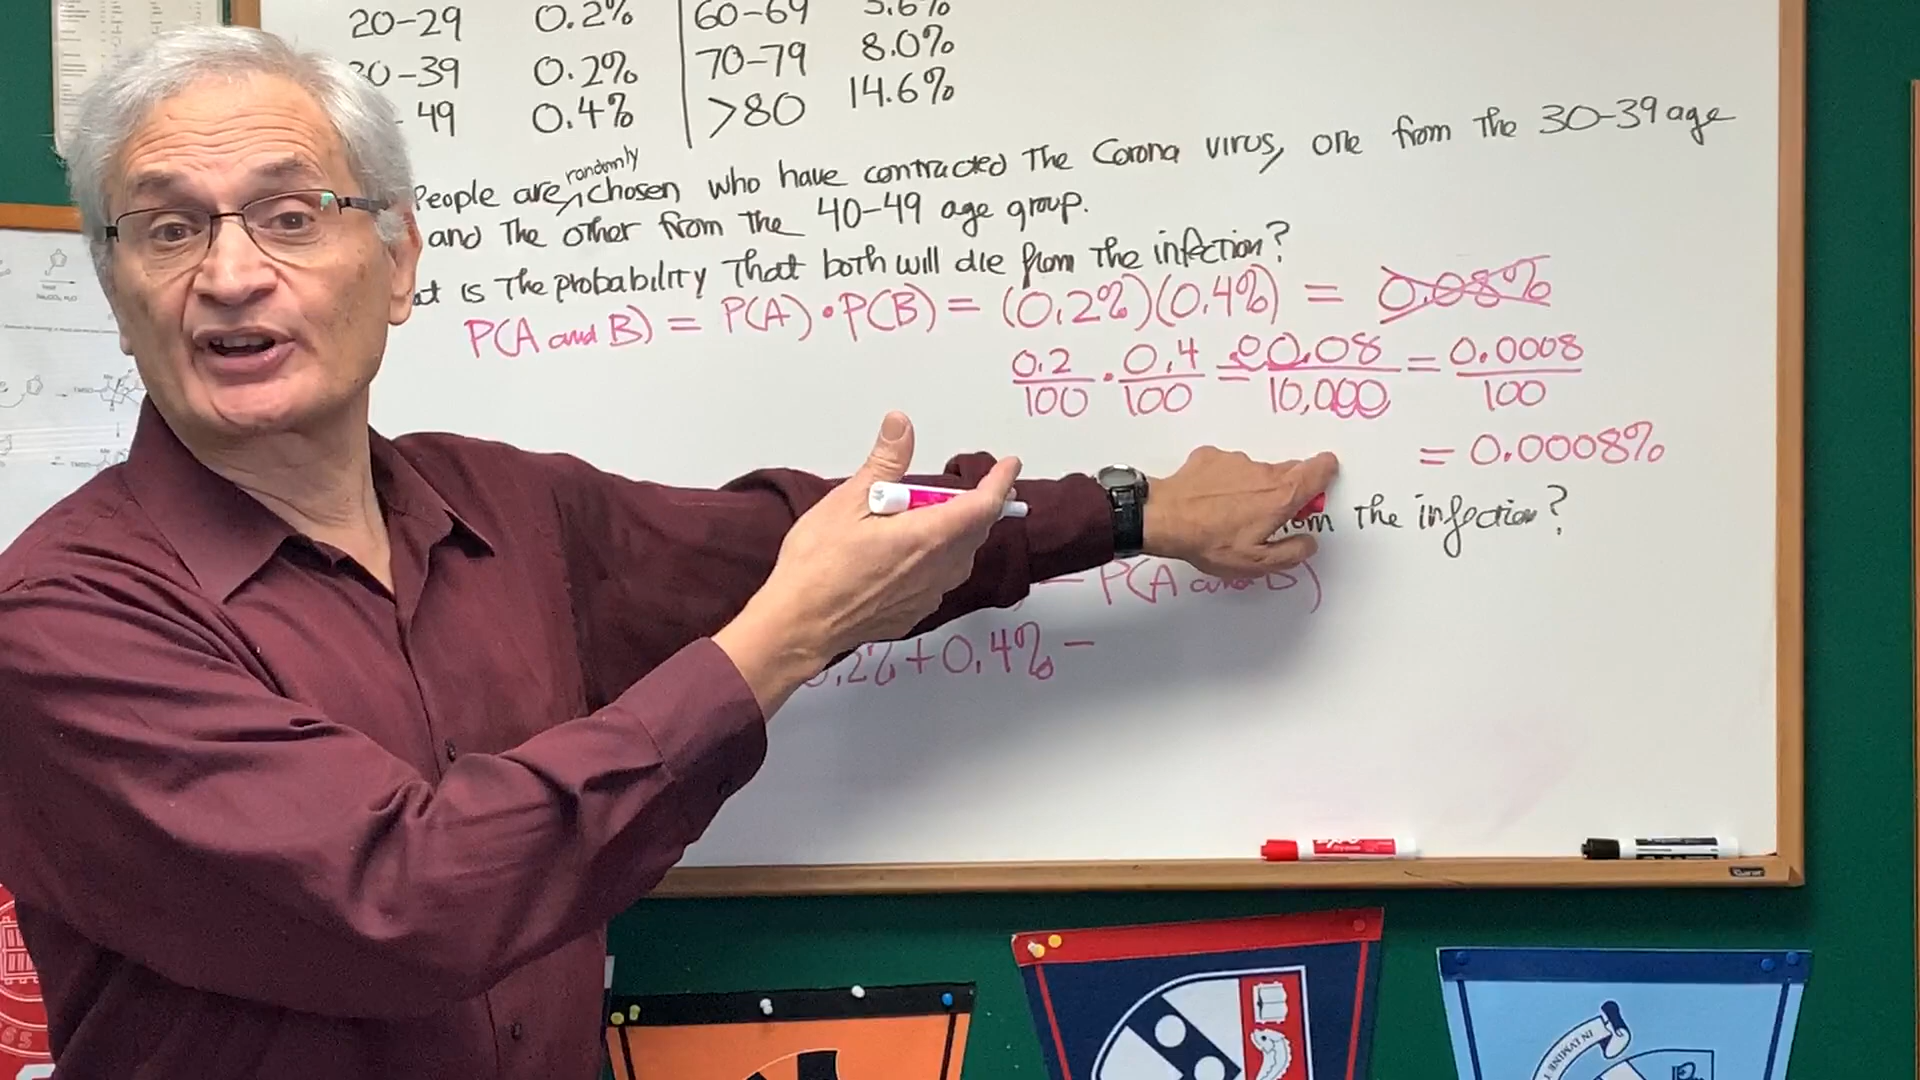 20-29 0.2% 60-69 5.6%
30-39 0.2% 70-79 8.0%
49 0.4% >80 14.6%
People are randomly chosen who have contracted The Corona virus, one from The 30-39 age
and The other from The 40-49 age group.
is The probability That both will die from The infection?
P(A and B) = P(A) • P(B) = (0.2%)(0.4%) = 0.08%
0.2/100 • 0.4/100 = 00.08/10,000 = 0.0008/100
= 0.0008%
The infection?
- P(A and B)
.2% + 0.4% -